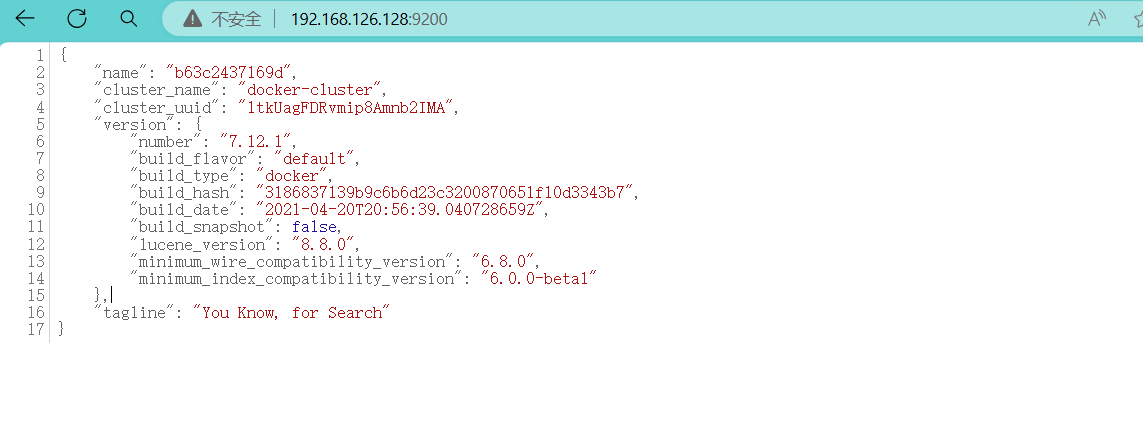 不安全 192.168.126.128:9200
1 {
2 "name": "b63c2437169d",
3 "cluster_name": "docker-cluster",
4 "cluster_uuid": "ltkUagFDRvmip8Amnb2IMA",
5 "version": {
6 "number": "7.12.1",
7 "build_flavor": "default",
8 "build_type": "docker",
9 "build_hash": "3186837139b9c6b6d23c3200870651f10d3343b7",
10 "build_date": "2021-04-20T20:56:39.040728659Z",
11 "build_snapshot": false,
12 "lucene_version": "8.8.0",
13 "minimum_wire_compatibility_version": "6.8.0",
14 "minimum_index_compatibility_version": "6.0.0-beta1"
15 },
16 "tagline": "You Know, for Search"
17 }